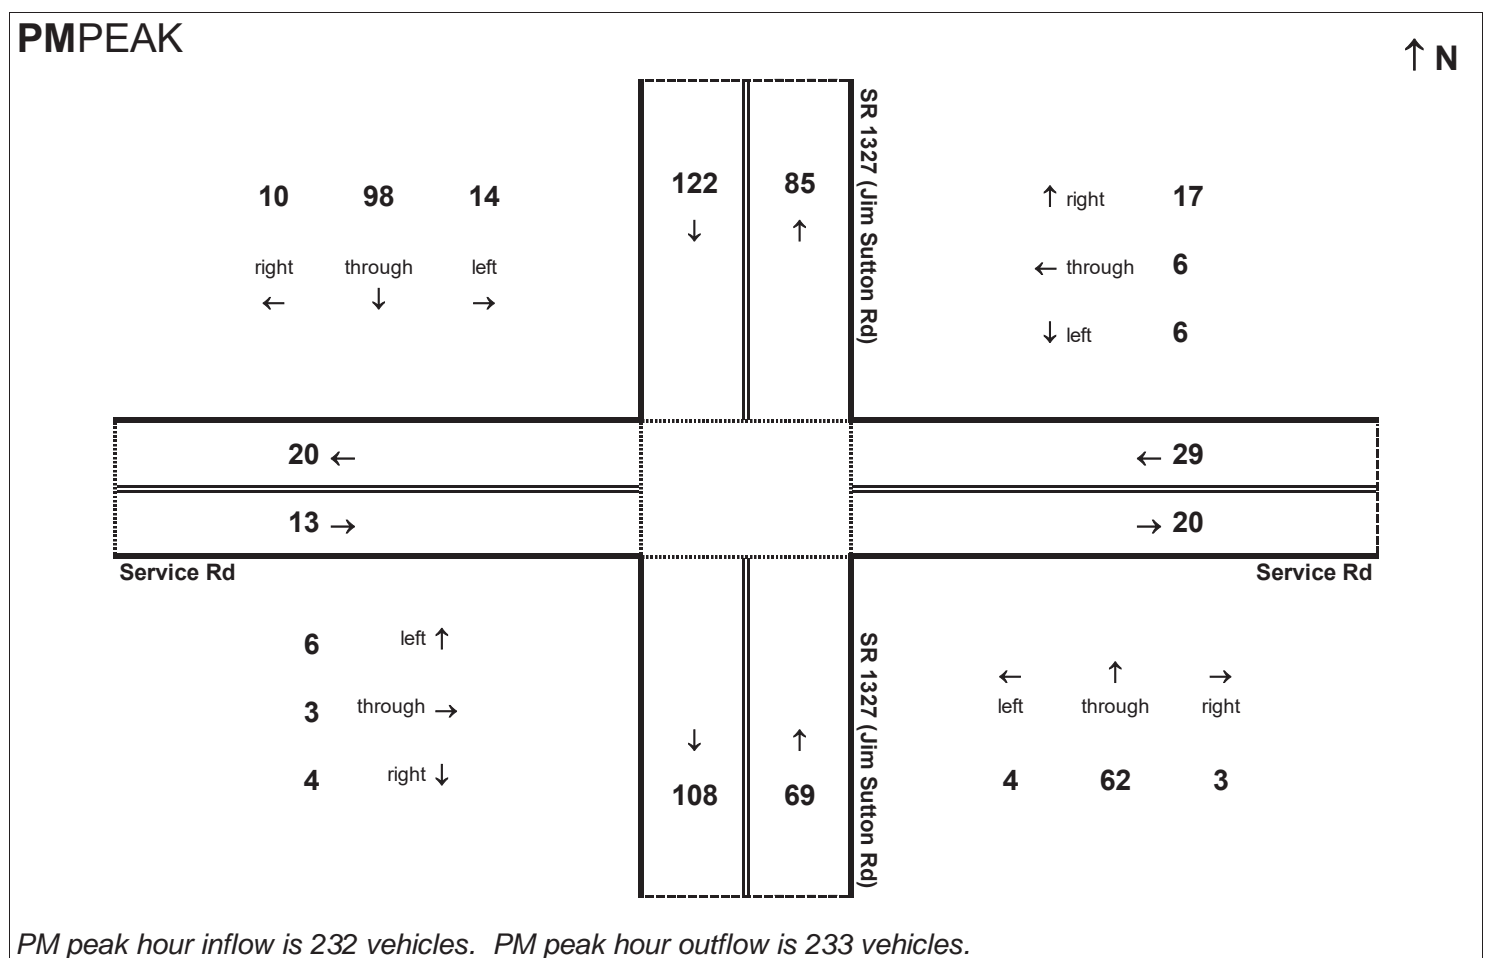 PMPEAK
↑ N
SR 1327 (Jim Sutton Rd)
122 85
↓ ↑
10 98 14
right through left
← ↓ →
↑ right 17
← through 6
↓ left 6
20 ←
← 29
13 →
→ 20
Service Rd
Service Rd
6 left ↑
3 through →
4 right ↓
SR 1327 (Jim Sutton Rd)
↓ ↑
108 69
← ↑ →
left through right
4 62 3
PM peak hour inflow is 232 vehicles. PM peak hour outflow is 233 vehicles.